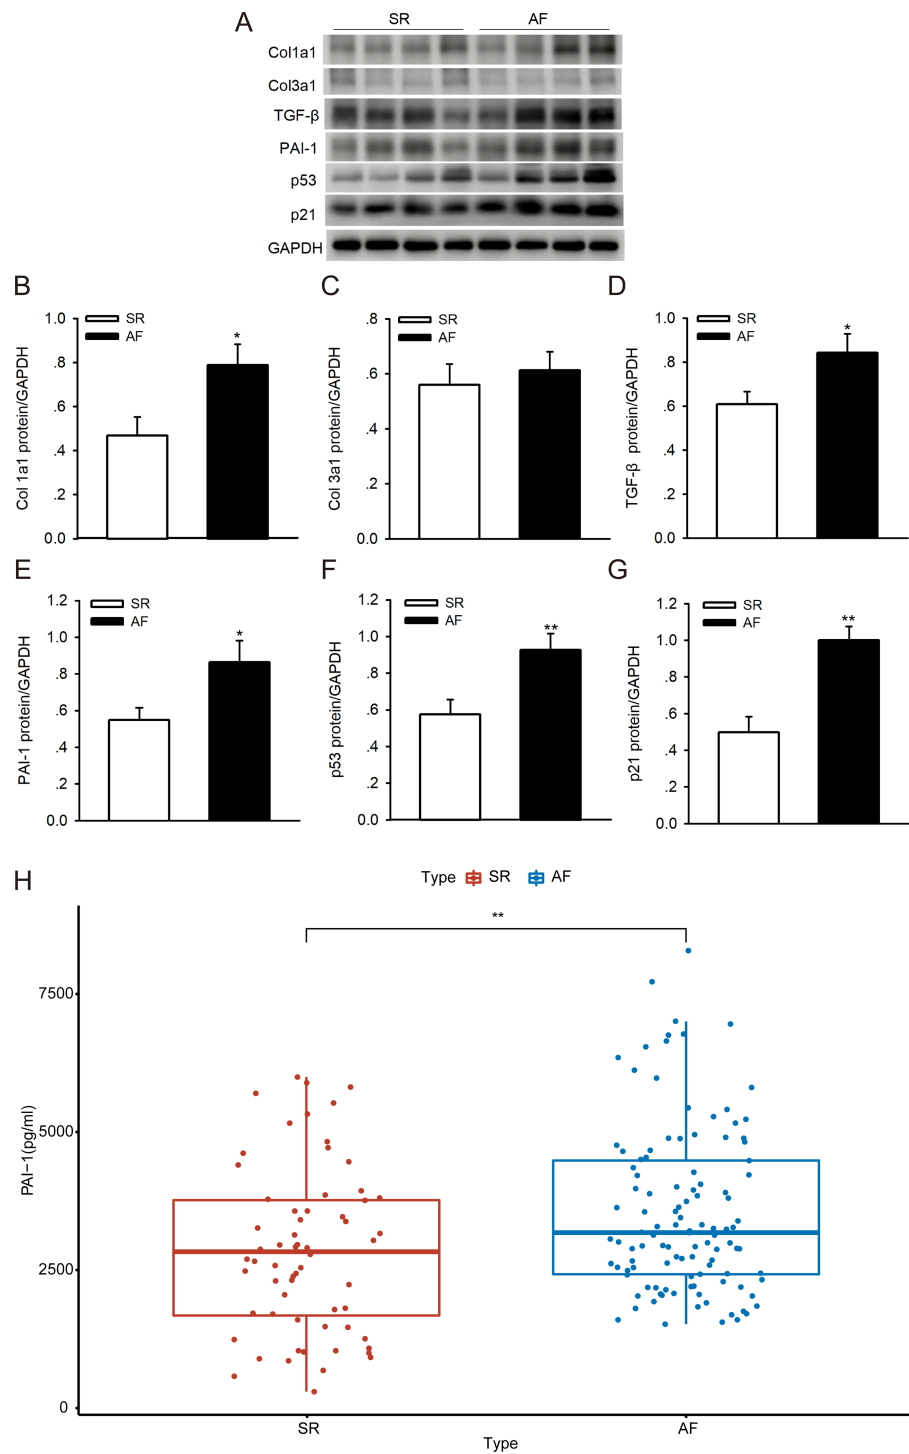 A
SR AF
Col1a1
Col3a1
TGF-β
PAI-1
p53
p21
GAPDH
B
Col 1a1 protein/GAPDH
1.0
.8
.6
.4
.2
0.0
SR
AF
*
C
Col 3a1 protein/GAPDH
.8
.6
.4
.2
0.0
SR
AF
D
TGF-β protein/GAPDH
1.0
.8
.6
.4
.2
0.0
SR
AF
*
E
PAI-1 protein/GAPDH
1.2
1.0
.8
.6
.4
.2
0.0
SR
AF
*
F
p53 protein/GAPDH
1.2
1.0
.8
.6
.4
.2
0.0
SR
AF
**
G
p21 protein/GAPDH
1.2
1.0
.8
.6
.4
.2
0.0
SR
AF
**
H
Type SR AF
**
PAI−1(pg/ml)
7500
5000
2500
0
SR AF
Type